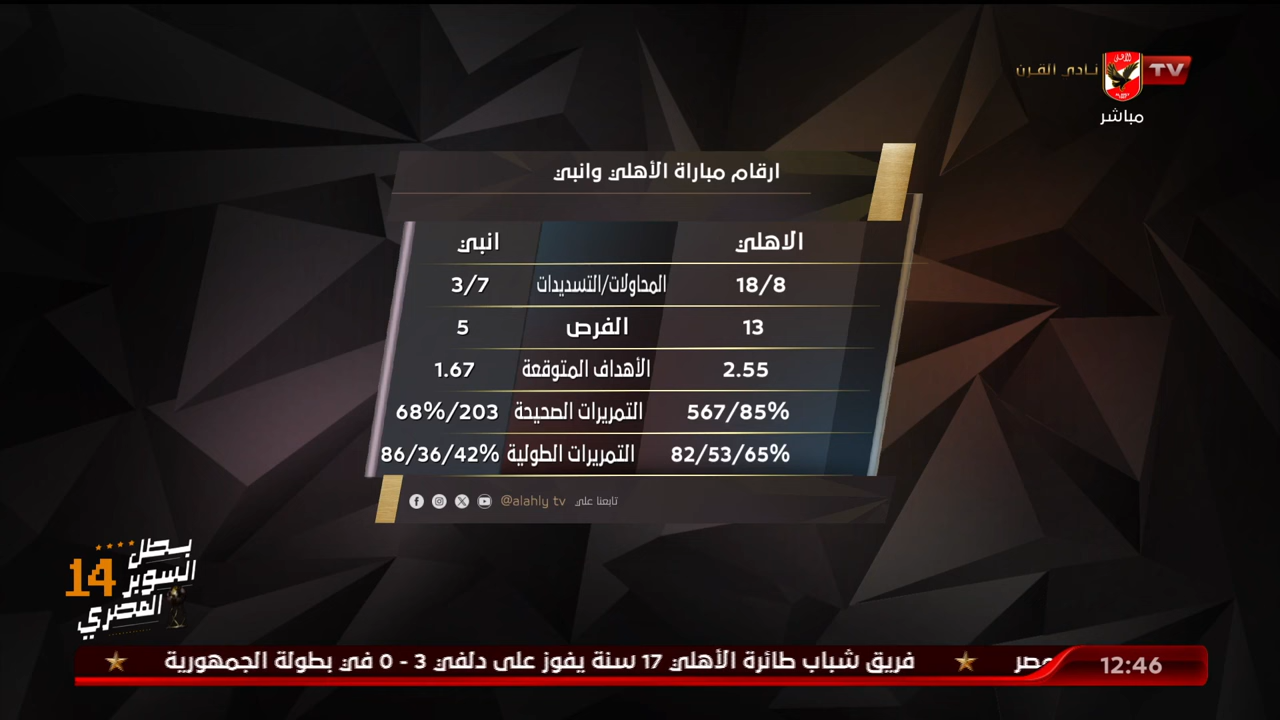 نادي القرن TV
مباشر
ارقام مباراة الأهلي وانبي
الاهلي انبي
18/8 المحاولات/التسديدات 3/7
13 الفرص 5
2.55 الأهداف المتوقعة 1.67
567/85% التمريرات الصحيحة 68%/203
82/53/65% التمريرات الطولية 86/36/42%
تابعنا علي @alahly tv
بطل
السوبر 14
المصري
12:46 مصر ★ فريق شباب طائرة الأهلي 17 سنة يفوز على دلفي 3 - 0 في بطولة الجمهورية ★